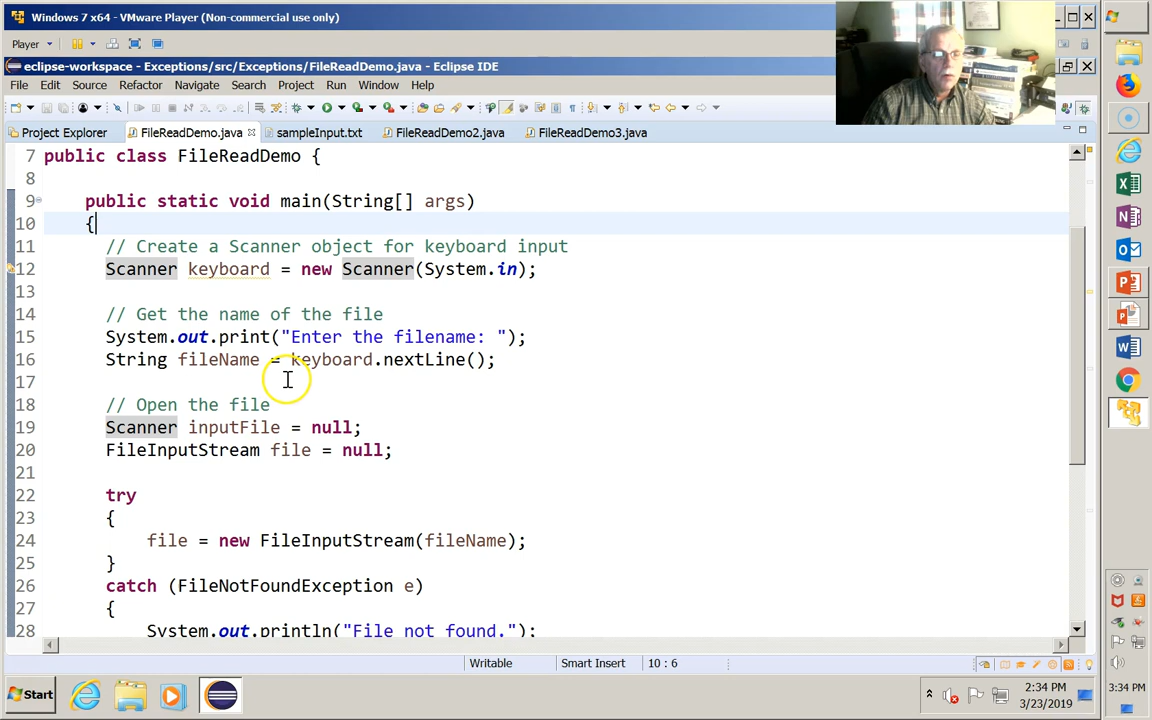 Windows 7 x64 - VMware Player (Non-commercial use only)
Player
eclipse-workspace - Exceptions/src/Exceptions/FileReadDemo.java - Eclipse IDE
File Edit Source Refactor Navigate Search Project Run Window Help
Project Explorer FileReadDemo.java sampleInput.txt FileReadDemo2.java FileReadDemo3.java
7 public class FileReadDemo {
8
9 public static void main(String[] args)
10 {
11 // Create a Scanner object for keyboard input
12 Scanner keyboard = new Scanner(System.in);
13
14 // Get the name of the file
15 System.out.print("Enter the filename: ");
16 String fileName = keyboard.nextLine();
17
18 // Open the file
19 Scanner inputFile = null;
20 FileInputStream file = null;
21
22 try
23 {
24 file = new FileInputStream(fileName);
25 }
26 catch (FileNotFoundException e)
27 {
28 System.out.println("File not found.");
Writable Smart Insert 10 : 6
Start
2:34 PM
3/23/2019
3:34 PM